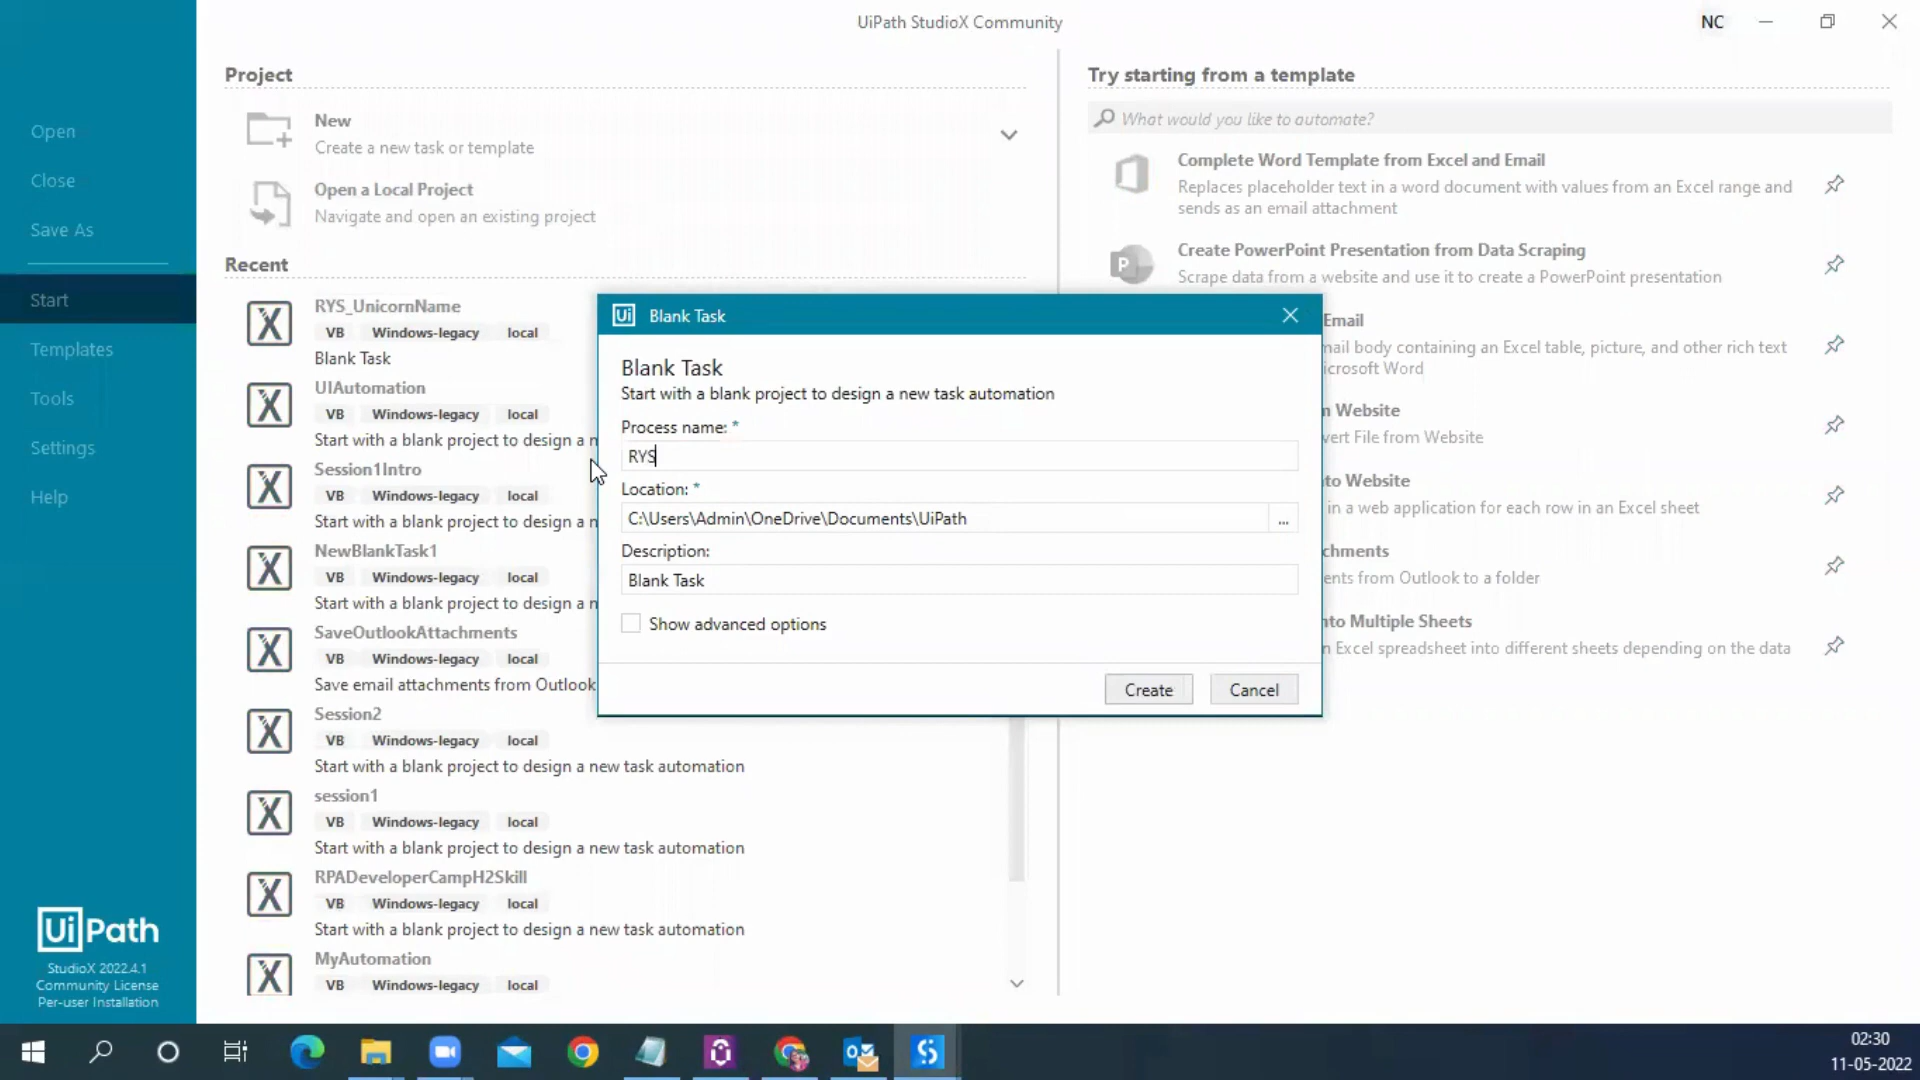 UiPath StudioX Community
NC
Open
Close
Save As
Start
Templates
Tools
Settings
Help
UiPath
StudioX 2022.4.1
Community License
Per-user Installation
Project
New
Create a new task or template
Open a Local Project
Navigate and open an existing project
Recent
RYS_UnicornName
VB Windows-legacy local
Blank Task
UIAutomation
VB Windows-legacy local
Start with a blank project to design a n
Session1Intro
VB Windows-legacy local
Start with a blank project to design a n
NewBlankTask1
VB Windows-legacy local
Start with a blank project to design a n
SaveOutlookAttachments
VB Windows-legacy local
Save email attachments from Outlook
Session2
VB Windows-legacy local
Start with a blank project to design a new task automation
session1
VB Windows-legacy local
Start with a blank project to design a new task automation
RPADeveloperCampH2Skill
VB Windows-legacy local
Start with a blank project to design a new task automation
MyAutomation
VB Windows-legacy local
Ui Blank Task
Blank Task
Start with a blank project to design a new task automation
Process name: *
RYS
Location: *
C:\Users\Admin\OneDrive\Documents\UiPath
...
Description:
Blank Task
Show advanced options
Create
Cancel
Try starting from a template
What would you like to automate?
Complete Word Template from Excel and Email
Replaces placeholder text in a word document with values from an Excel range and
sends as an email attachment
Create PowerPoint Presentation from Data Scraping
Scrape data from a website and use it to create a PowerPoint presentation
Email
mail body containing an Excel table, picture, and other rich text
icrosoft Word
Website
vert File from Website
to Website
in a web application for each row in an Excel sheet
chments
ents from Outlook to a folder
nto Multiple Sheets
n Excel spreadsheet into different sheets depending on the data
02:30
11-05-2022